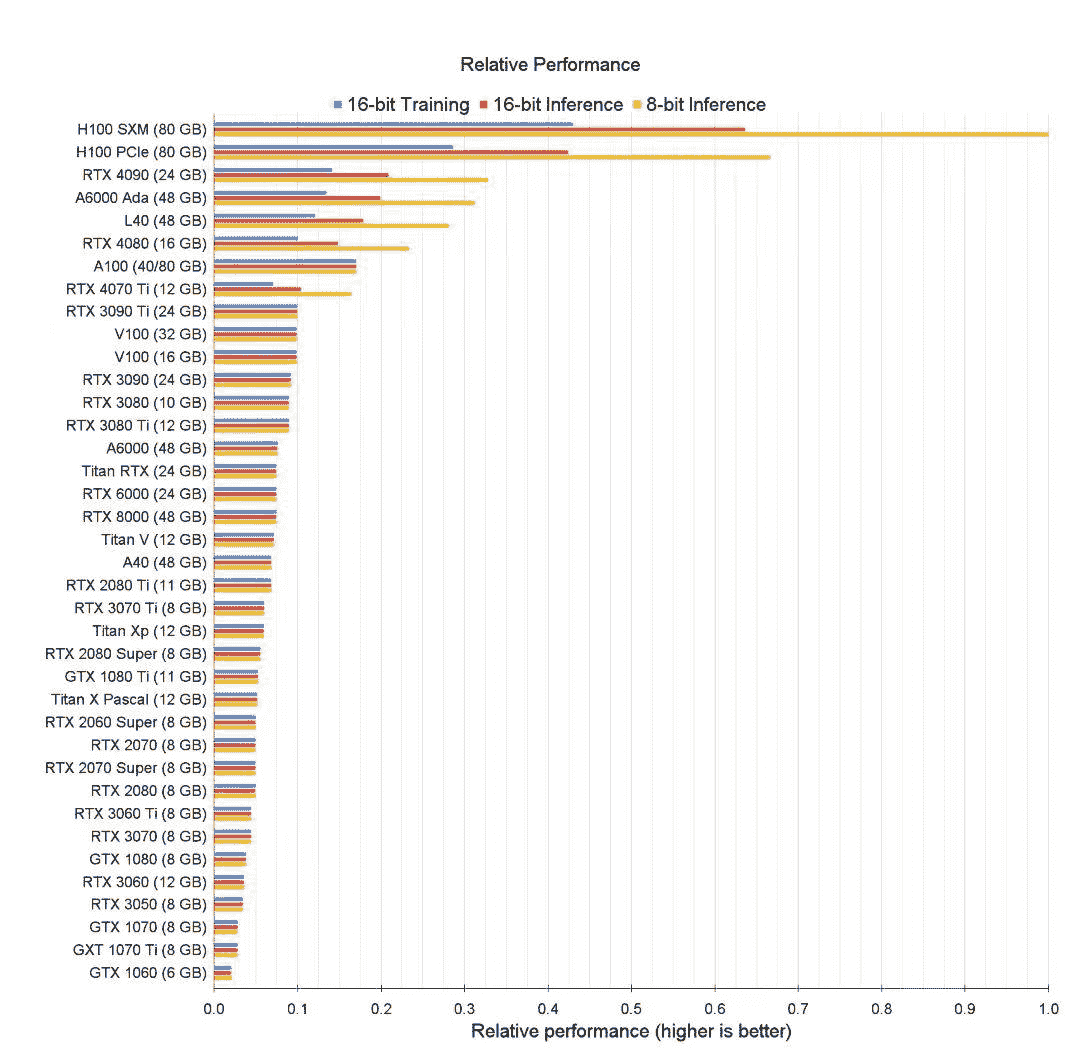 Relative Performance
16-bit Training 16-bit Inference 8-bit Inference
H100 SXM (80 GB)
H100 PCIe (80 GB)
RTX 4090 (24 GB)
A6000 Ada (48 GB)
L40 (48 GB)
RTX 4080 (16 GB)
A100 (40/80 GB)
RTX 4070 Ti (12 GB)
RTX 3090 Ti (24 GB)
V100 (32 GB)
V100 (16 GB)
RTX 3090 (24 GB)
RTX 3080 (10 GB)
RTX 3080 Ti (12 GB)
A6000 (48 GB)
Titan RTX (24 GB)
RTX 6000 (24 GB)
RTX 8000 (48 GB)
Titan V (12 GB)
A40 (48 GB)
RTX 2080 Ti (11 GB)
RTX 3070 Ti (8 GB)
Titan Xp (12 GB)
RTX 2080 Super (8 GB)
GTX 1080 Ti (11 GB)
Titan X Pascal (12 GB)
RTX 2060 Super (8 GB)
RTX 2070 (8 GB)
RTX 2070 Super (8 GB)
RTX 2080 (8 GB)
RTX 3060 Ti (8 GB)
RTX 3070 (8 GB)
GTX 1080 (8 GB)
RTX 3060 (12 GB)
RTX 3050 (8 GB)
GTX 1070 (8 GB)
GXT 1070 Ti (8 GB)
GTX 1060 (6 GB)
0.0 0.1 0.2 0.3 0.4 0.5 0.6 0.7 0.8 0.9 1.0
Relative performance (higher is better)